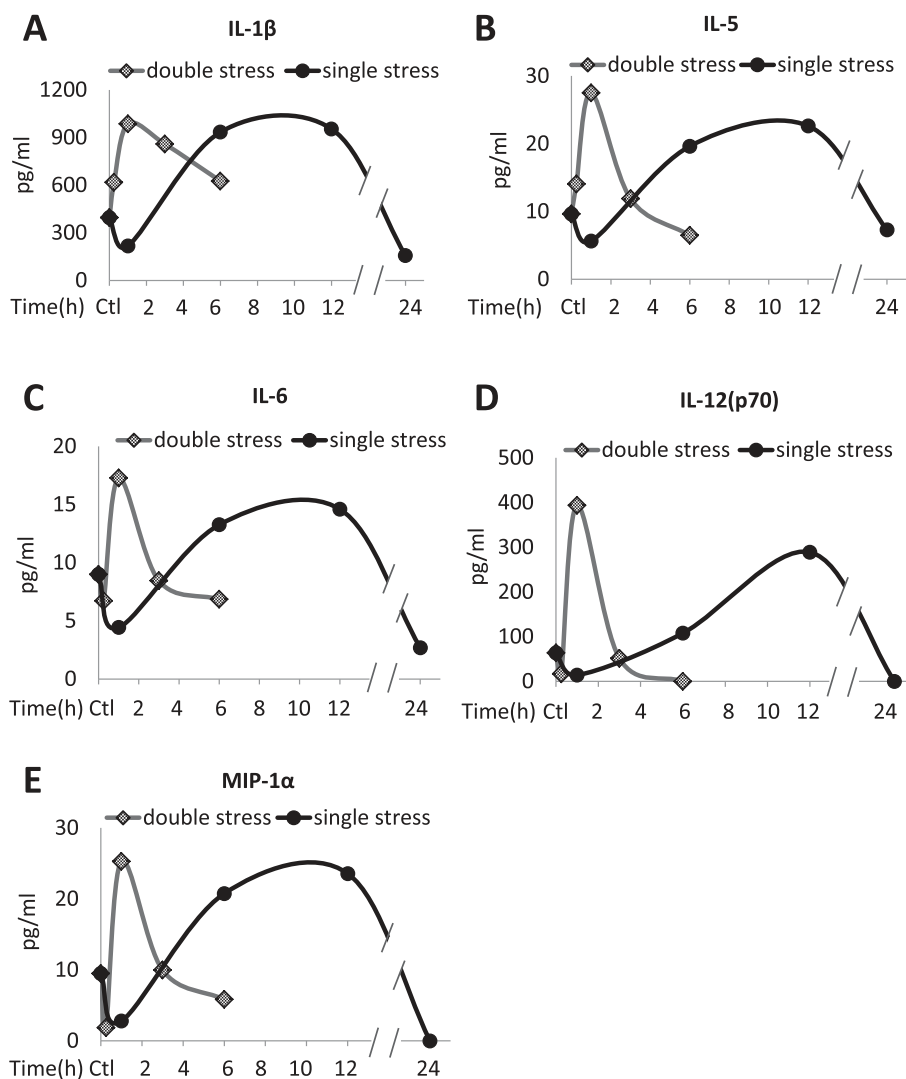 A
IL-1β
double stress single stress
1200
900
600
300
0
pg/ml
Time(h) Ctl 2 4 6 8 10 12 24
B
IL-5
double stress single stress
30
20
10
0
pg/ml
Time(h) Ctl 2 4 6 8 10 12 24
C
IL-6
double stress single stress
20
15
10
5
0
pg/ml
Time(h) Ctl 2 4 6 8 10 12 24
D
IL-12(p70)
double stress single stress
500
400
300
200
100
0
pg/ml
Time(h) Ctl 2 4 6 8 10 12 24
E
MIP-1α
double stress single stress
30
20
10
0
pg/ml
Time(h) Ctl 2 4 6 8 10 12 24